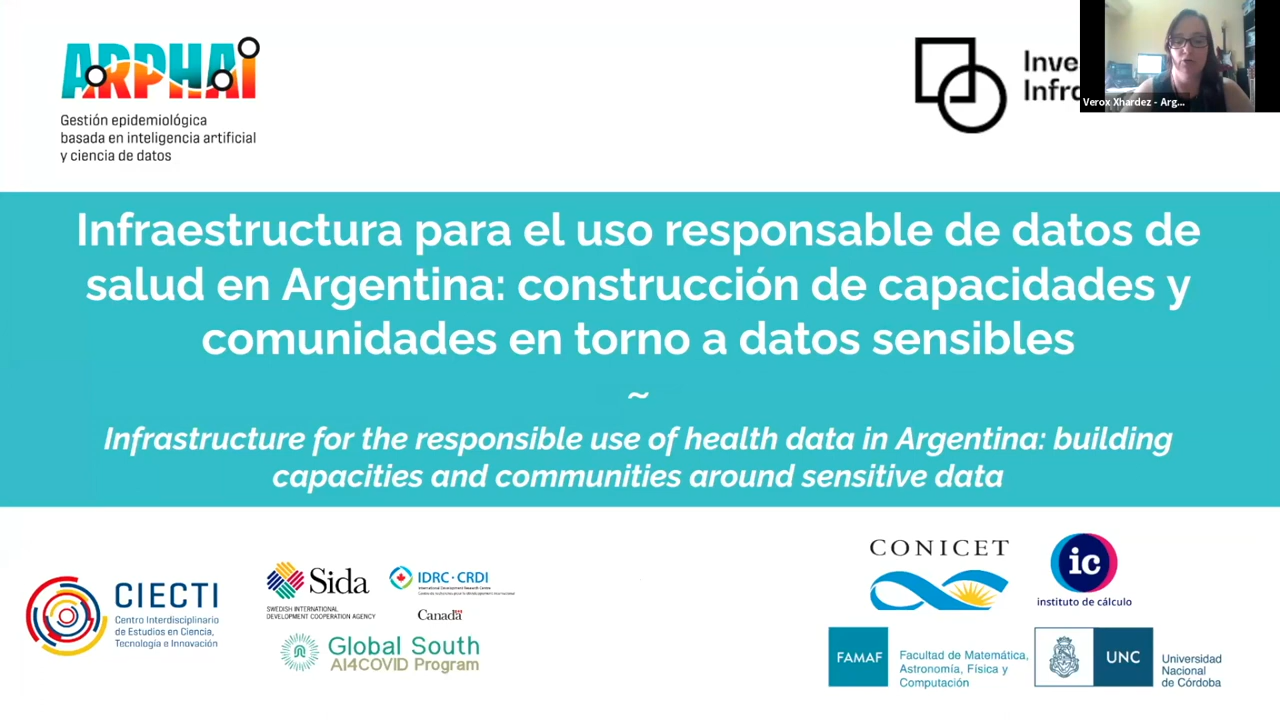 ARPHAI
Gestión epidemiológica
basada en inteligencia artificial
y ciencia de datos
Inve
Infra
Verox Xhardez - Arg...
Infraestructura para el uso responsable de datos de
salud en Argentina: construcción de capacidades y
comunidades en torno a datos sensibles
~
Infrastructure for the responsible use of health data in Argentina: building
capacities and communities around sensitive data
CIECTI
Centro Interdisciplinario
de Estudios en Ciencia,
Tecnología e Innovación
Sida
SWEDISH INTERNATIONAL
DEVELOPMENT COOPERATION AGENCY
IDRC · CRDI
International Development Research Centre
Canada
Global South
AI4COVID Program
CONICET
ic
instituto de cálculo
FAMAF
Facultad de Matemática,
Astronomía, Física y
Computación
UNC
Universidad
Nacional
de Córdoba